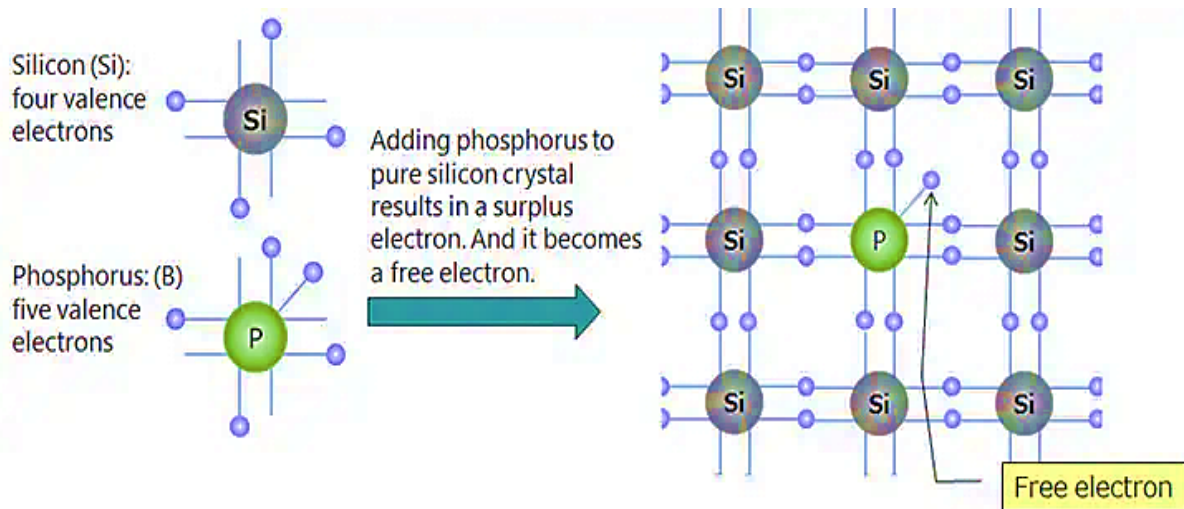 Silicon (Si):
four valence
electrons
Si
Phosphorus: (B)
five valence
electrons
P
Adding phosphorus to
pure silicon crystal
results in a surplus
electron. And it becomes
a free electron.
Si Si Si
Si P Si
Si Si Si
Free electron